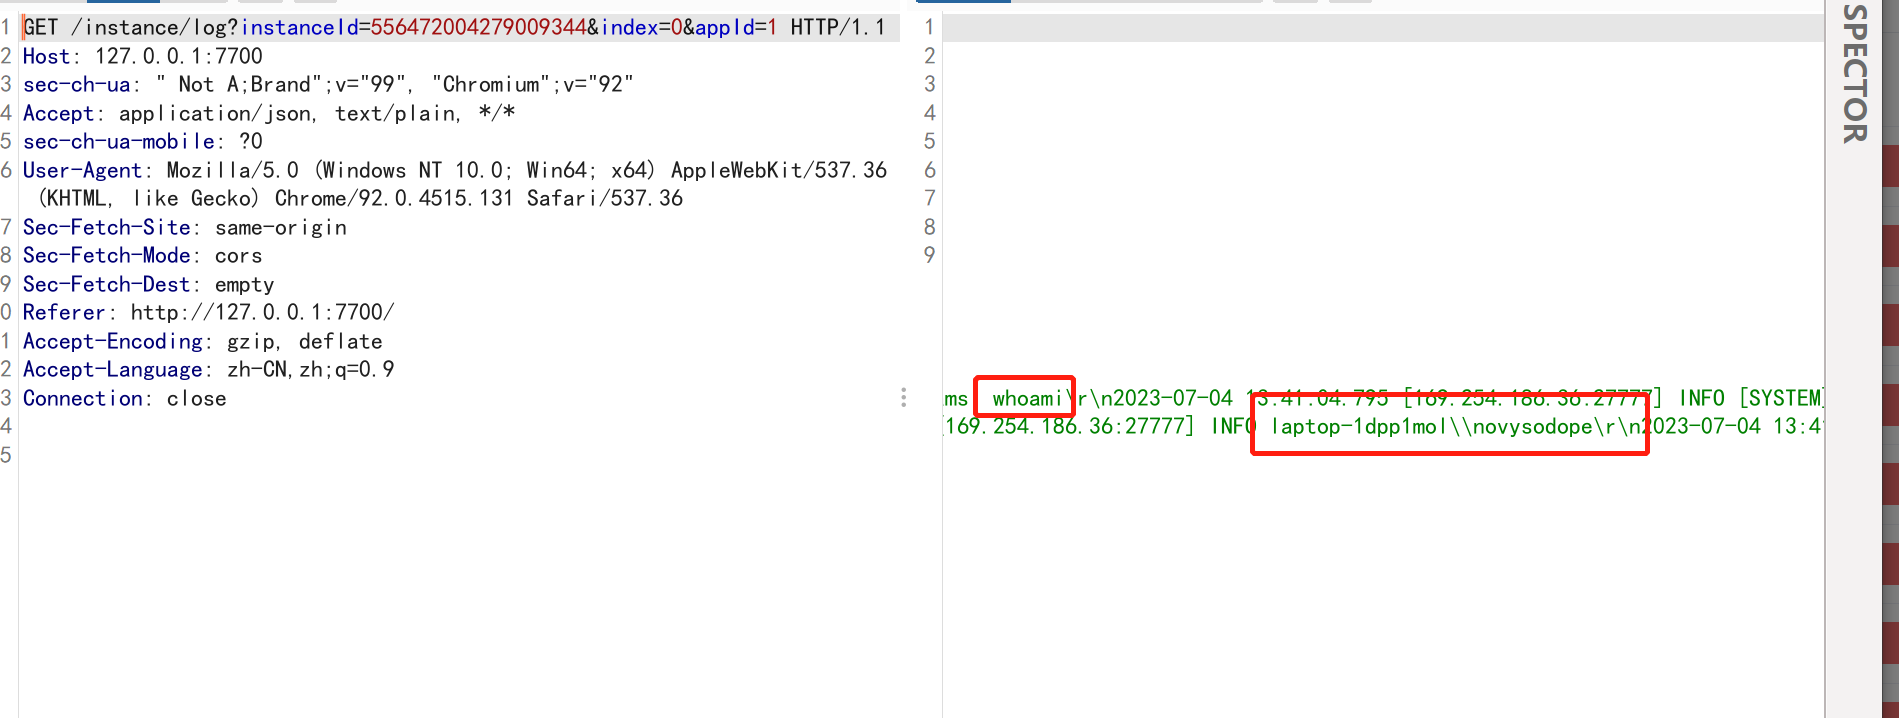 1 GET /instance/log?instanceId=556472004279009344&index=0&appId=1 HTTP/1.1
2 Host: 127.0.0.1:7700
3 sec-ch-ua: " Not A;Brand";v="99", "Chromium";v="92"
4 Accept: application/json, text/plain, */*
5 sec-ch-ua-mobile: ?0
6 User-Agent: Mozilla/5.0 (Windows NT 10.0; Win64; x64) AppleWebKit/537.36
(KHTML, like Gecko) Chrome/92.0.4515.131 Safari/537.36
7 Sec-Fetch-Site: same-origin
8 Sec-Fetch-Mode: cors
9 Sec-Fetch-Dest: empty
0 Referer: http://127.0.0.1:7700/
1 Accept-Encoding: gzip, deflate
2 Accept-Language: zh-CN,zh;q=0.9
3 Connection: close
4
5
1
2
3
4
5
6
7
8
9
ms whoami\r\n2023-07-04 13:41:04.795 [169.254.186.36:27777] INFO [SYSTEM]
[169.254.186.36:27777] INFO laptop-1dpp1mol\\novysodope\r\n2023-07-04 13:4
SPECTOR